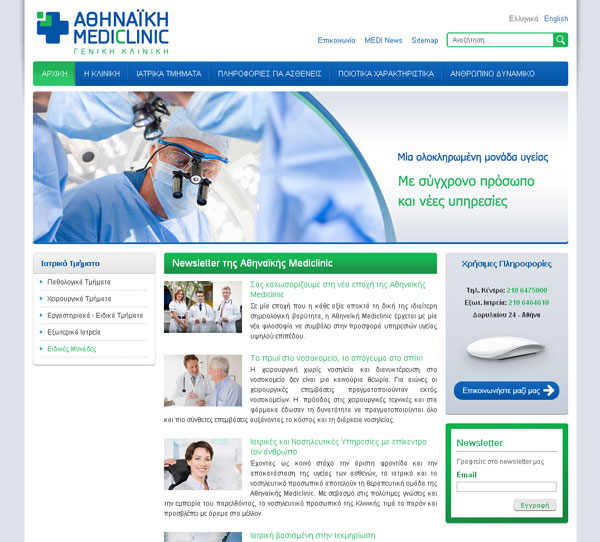 ΑΘΗΝΑΪΚΗ
MEDICLINIC
ΓΕΝΙΚΗ ΚΛΙΝΙΚΗ
Ελληνικά English
Επικοινωνία MEDI News Sitemap Αναζήτηση...
ΑΡΧΙΚΗ Η ΚΛΙΝΙΚΗ ΙΑΤΡΙΚΑ ΤΜΗΜΑΤΑ ΠΛΗΡΟΦΟΡΙΕΣ ΓΙΑ ΑΣΘΕΝΕΙΣ ΠΟΙΟΤΙΚΑ ΧΑΡΑΚΤΗΡΙΣΤΙΚΑ ΑΝΘΡΩΠΙΝΟ ΔΥΝΑΜΙΚΟ
Μία ολοκληρωμένη μονάδα υγείας
Με σύγχρονο πρόσωπο
και νέες υπηρεσίες
Ιατρικά Τμήματα
Παθολογικά Τμήματα
Χειρουργικά Τμήματα
Εργαστηριακά - Ειδικά Τμήματα
Εξωτερικά Ιατρεία
Ειδικές Μονάδες
Newsletter της Αθηναϊκής Mediclinic
Σας καλωσορίζουμε στη νέα εποχή της Αθηναϊκής
Mediclinic
Σε μία εποχή που η κάθε αξία αποκτά τη δική της ιδιαίτερη
σημειολογική βαρύτητα, η Αθηναϊκή Mediclinic έρχεται με μία
νέα φιλοσοφία να συμβάλει στην προσφορά υπηρεσιών υγείας
υψηλού επιπέδου.
Το πρωί στο νοσοκομείο, το απόγευμα στο σπίτι!
Η χειρουργική χωρίς νοσηλεία και διανυκτέρευση στο
νοσοκομείο δεν είναι μια καινούρια θεωρία. Για αιώνες οι
χειρουργικές επεμβάσεις πραγματοποιούνταν εκτός
νοσοκομείων. Η πρόοδος στις χειρουργικές τεχνικές και στα
φάρμακα έδωσαν τη δυνατότητα να πραγματοποιούνται όλο
και πιο σύνθετες επεμβάσεις αυξάνοντας το κόστος και τη διάρκεια νοσηλείας.
Ιατρικές και Νοσηλευτικές Υπηρεσίες με επίκεντρο
τον άνθρωπο
Έχοντας ως κοινό στόχο την άριστη φροντίδα και την
αποκατάσταση της υγείας των ασθενών, το ιατρικό και το
νοσηλευτικό προσωπικό αποτελούν τη θεραπευτική ομάδα της
Αθηναϊκής Mediclinic. Με σεβασμό στις πολύτιμες γνώσεις και
την εμπειρία του παρελθόντος, το νοσηλευτικό προσωπικό της Κλινικής τιμά το παρόν και
προσβλέπει με όραμα στο μέλλον.
Ιατρική βασισμένη στην τεκμηρίωση
Χρήσιμες Πληροφορίες
Τηλ. Κέντρο: 210 6475000
Εξωτ. Ιατρεία: 210 6464610
Δορυλαίου 24 - Αθήνα
Επικοινωνήστε μαζί μας
Newsletter
Γραφτείτε στο newsletter μας
Email
Εγγραφή